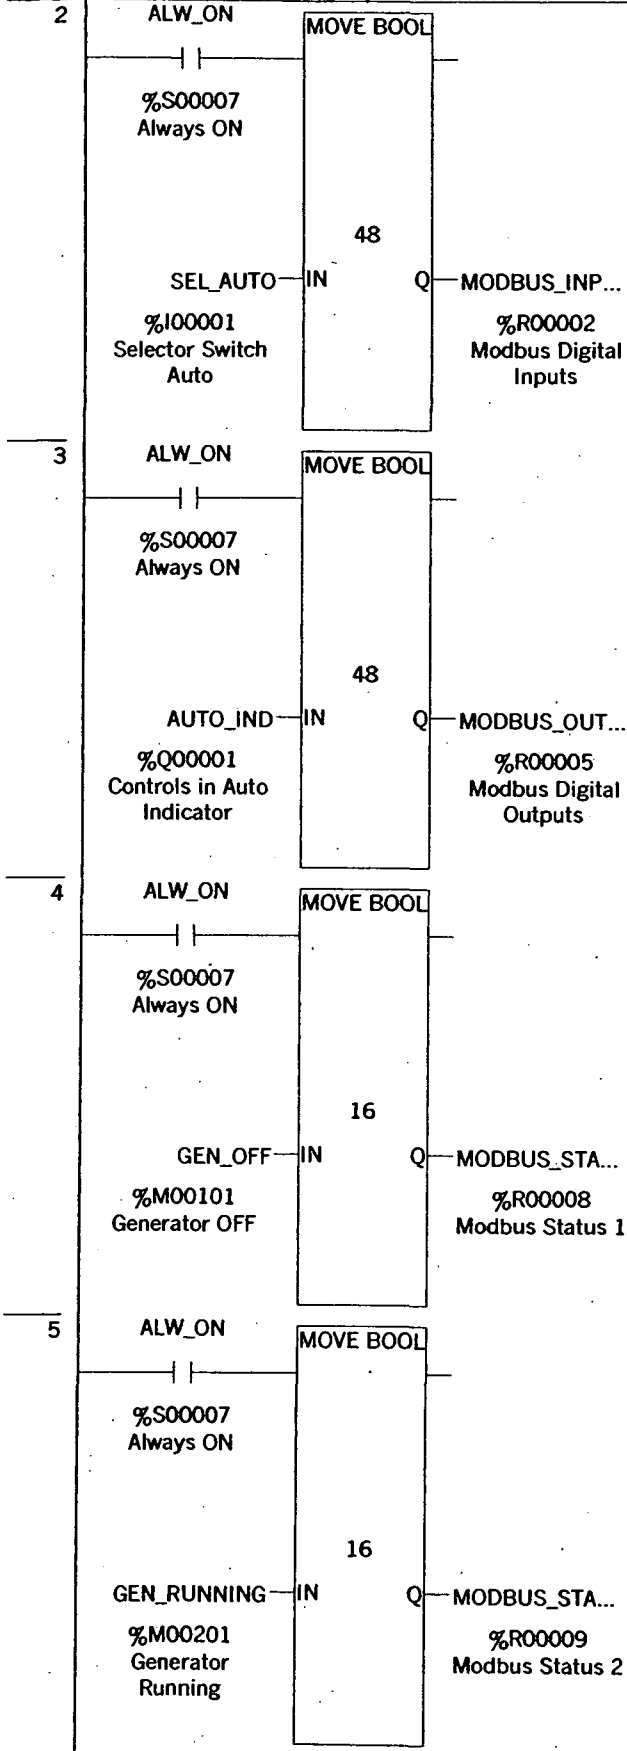 2
ALW_ON
MOVE BOOL
%S00007
Always ON
48
SEL_AUTO
IN
Q
MODBUS_INP...
%I00001
Selector Switch
Auto
%R00002
Modbus Digital
Inputs
3
ALW_ON
MOVE BOOL
%S00007
Always ON
48
AUTO_IND
IN
Q
MODBUS_OUT...
%Q00001
Controls in Auto
Indicator
%R00005
Modbus Digital
Outputs
4
ALW_ON
MOVE BOOL
%S00007
Always ON
16
GEN_OFF
IN
Q
MODBUS_STA...
%M00101
Generator OFF
%R00008
Modbus Status 1
5
ALW_ON
MOVE BOOL
%S00007
Always ON
16
GEN_RUNNING
IN
Q
MODBUS_STA...
%M00201
Generator
Running
%R00009
Modbus Status 2